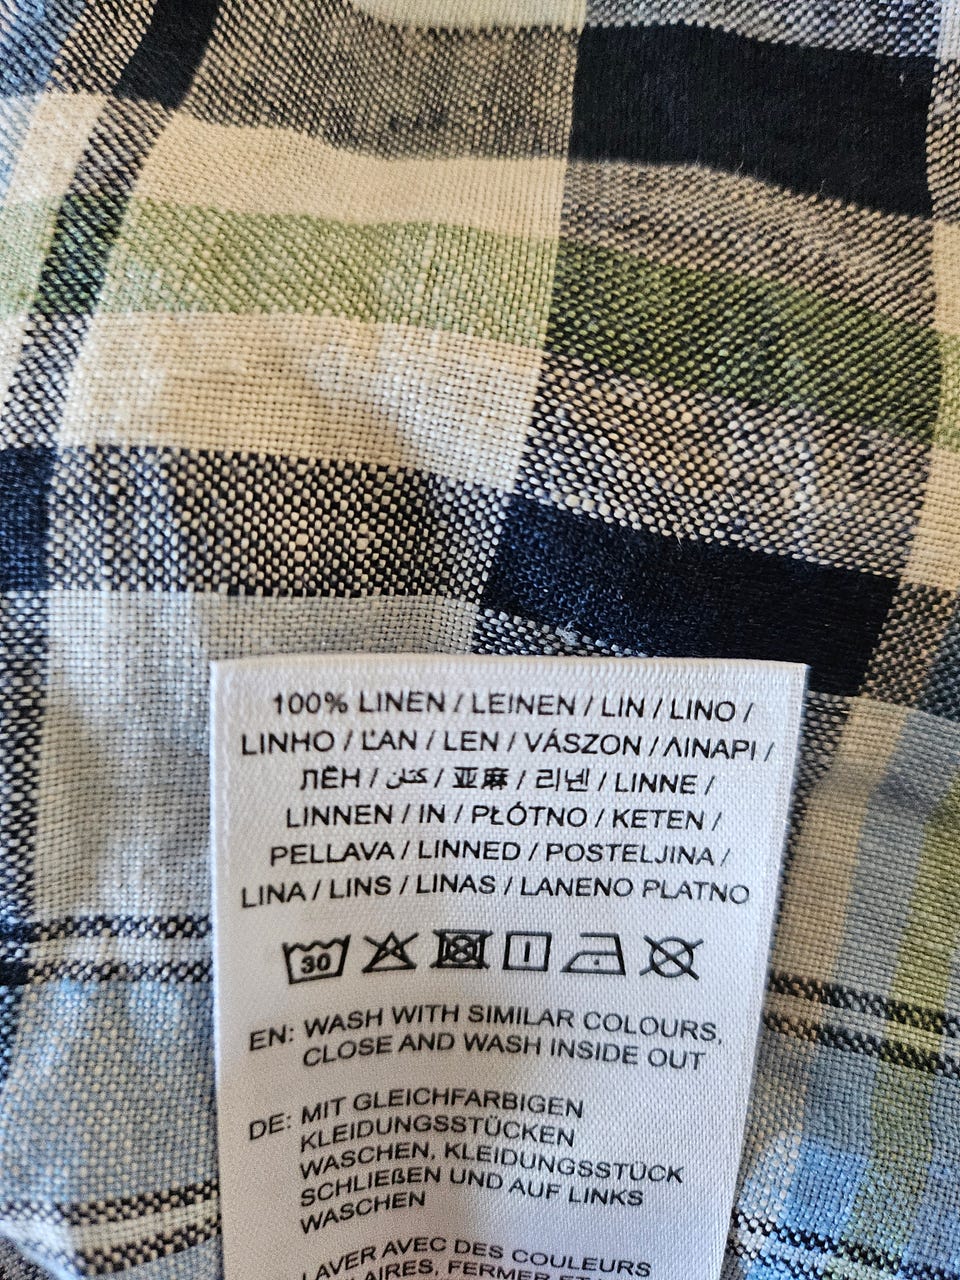 100% LINEN / LEINEN / LIN / LINO /
LINHO / ĽAN / LEN / VÁSZON / ΛΙΝΑΡΙ /
ЛЁН / كتان / 亚麻 / 리넨 / LINNE /
LINNEN / IN / PŁÓTNO / KETEN /
PELLAVA / LINNED / POSTELJINA /
LINA / LINS / LINAS / LANENO PLATNO
30
EN: WASH WITH SIMILAR COLOURS,
CLOSE AND WASH INSIDE OUT
DE: MIT GLEICHFARBIGEN
KLEIDUNGSSTÜCKEN
WASCHEN, KLEIDUNGSSTÜCK
SCHLIEßEN UND AUF LINKS
WASCHEN
LAVER AVEC DES COULEURS
FERMER ET